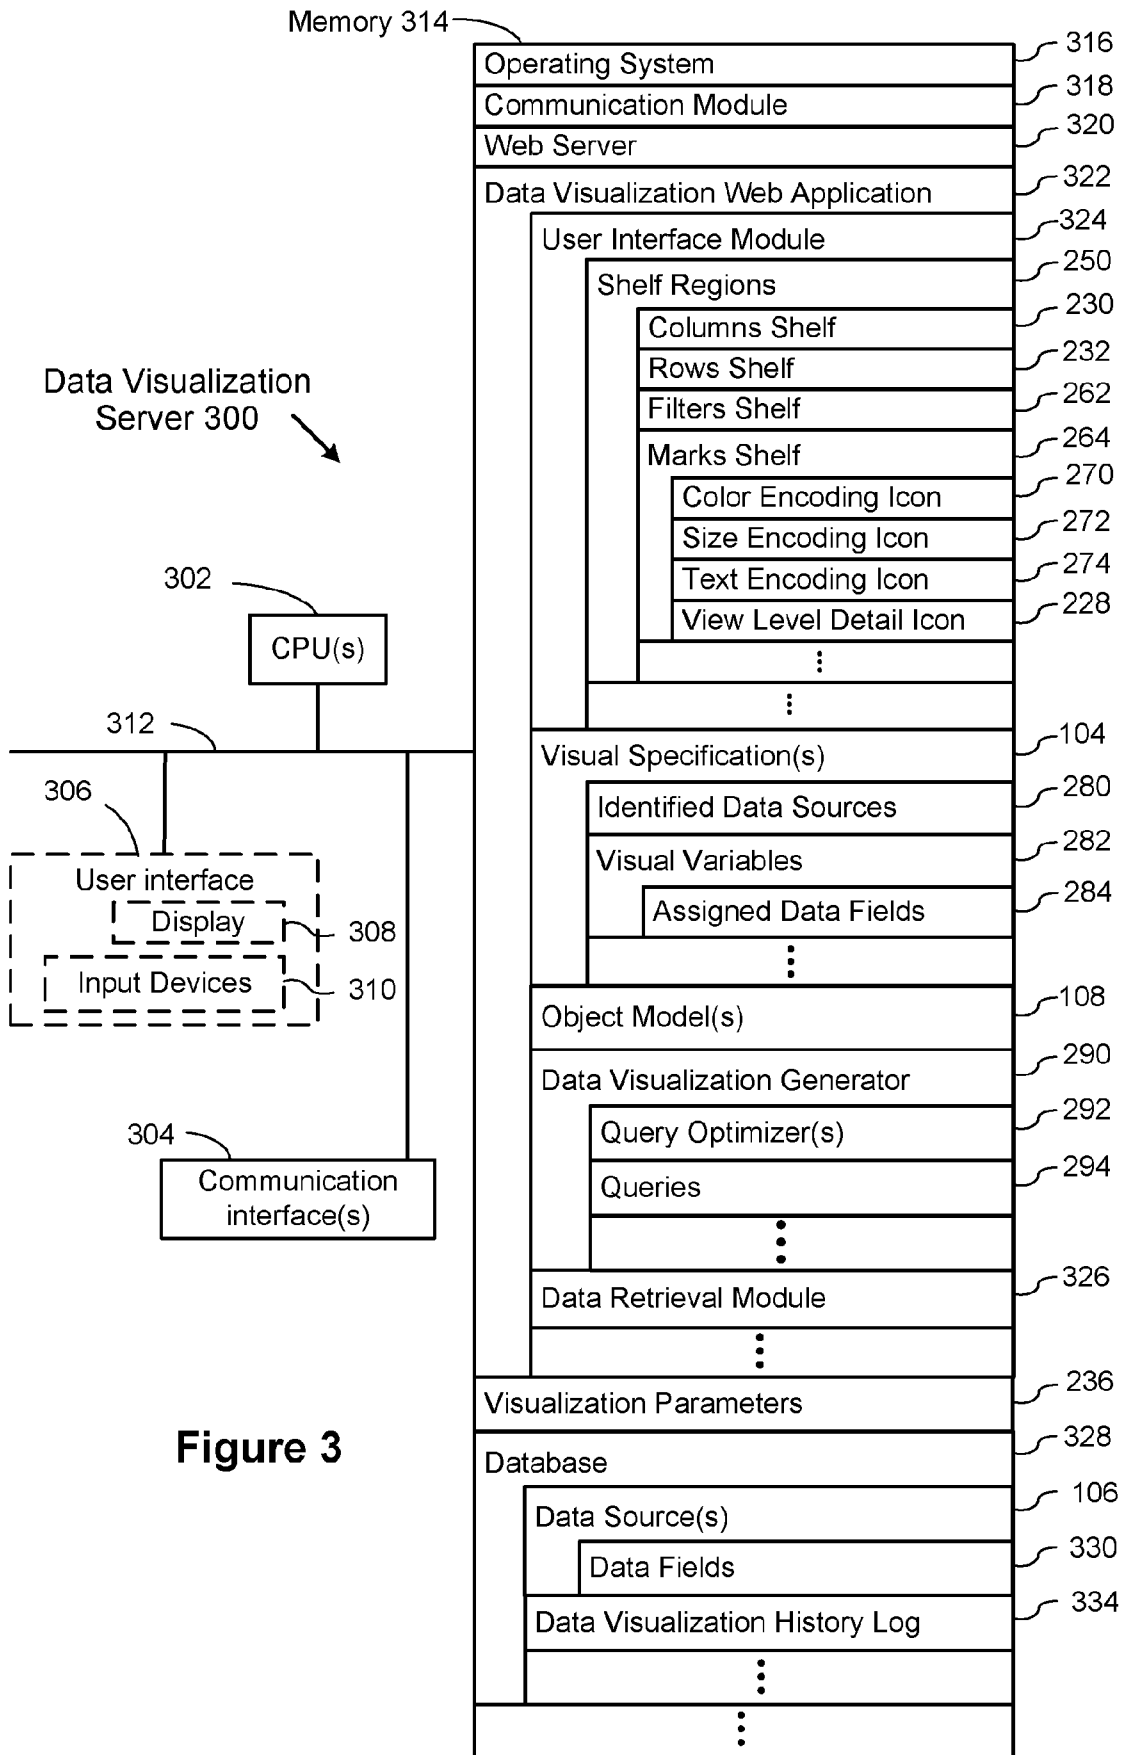 Memory 314
Operating System
316
Communication Module
318
Web Server
320
Data Visualization Web Application
322
User Interface Module
324
Shelf Regions
250
Columns Shelf
230
Rows Shelf
232
Filters Shelf
262
Marks Shelf
264
Color Encoding Icon
270
Size Encoding Icon
272
Text Encoding Icon
274
View Level Detail Icon
228
Visual Specification(s)
104
Identified Data Sources
280
Visual Variables
282
Assigned Data Fields
284
Object Model(s)
108
Data Visualization Generator
290
Query Optimizer(s)
292
Queries
294
Data Retrieval Module
326
Visualization Parameters
236
Database
328
Data Source(s)
106
Data Fields
330
Data Visualization History Log
334
Data Visualization
Server 300
302
CPU(s)
312
306
User interface
Display
308
Input Devices
310
304
Communication
interface(s)
Figure 3